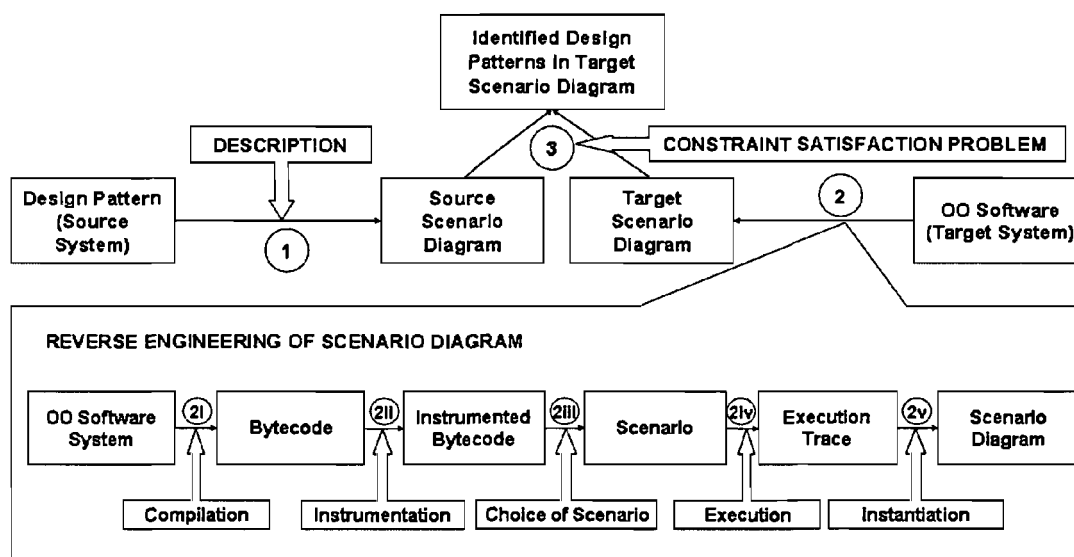 Identified Design
Patterns In Target
Scenario Diagram
DESCRIPTION
3
CONSTRAINT SATISFACTION PROBLEM
Design Pattern
(Source
System)
1
Source
Scenario
Diagram
Target
Scenario
Diagram
2
OO Software
(Target System)
REVERSE ENGINEERING OF SCENARIO DIAGRAM
OO Software
System
2i
Bytecode
2ii
Instrumented
Bytecode
2iii
Scenario
2iv
Execution
Trace
2v
Scenario
Diagram
Compilation
Instrumentation
Choice of Scenario
Execution
Instantiation